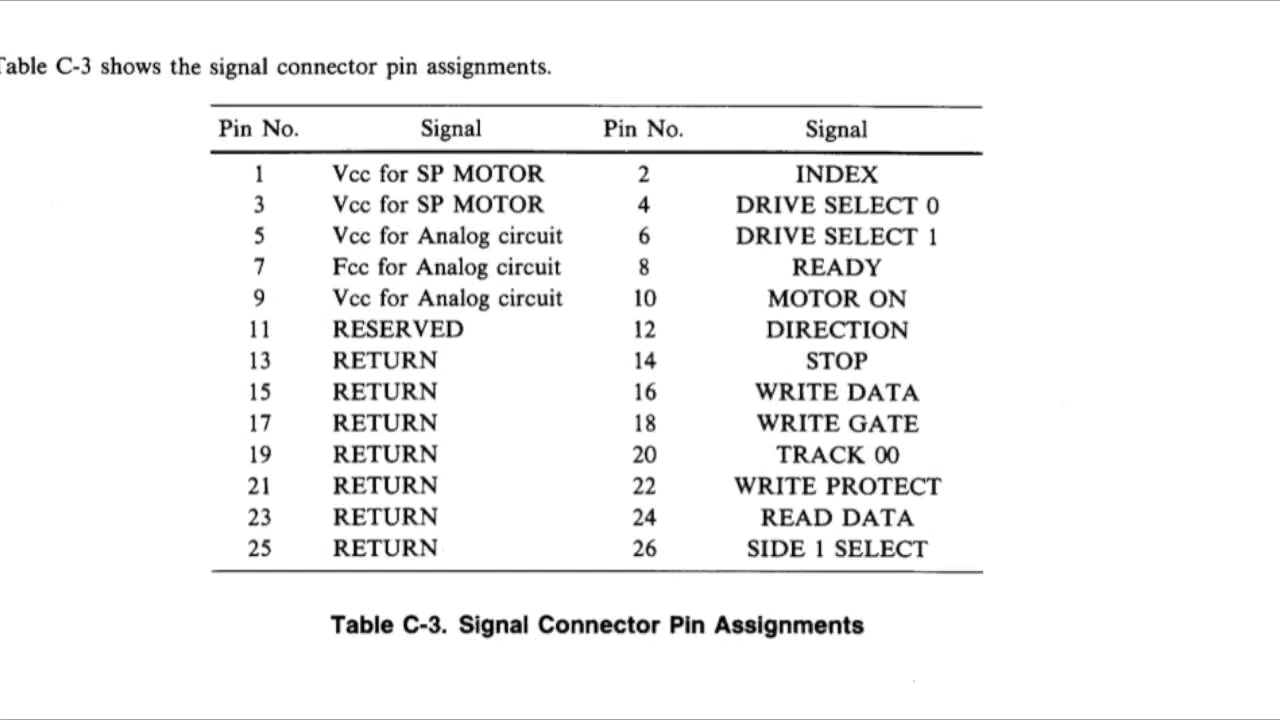 Table C-3 shows the signal connector pin assignments.
Pin No. Signal Pin No. Signal
1 Vcc for SP MOTOR 2 INDEX
3 Vcc for SP MOTOR 4 DRIVE SELECT 0
5 Vcc for Analog circuit 6 DRIVE SELECT 1
7 Fcc for Analog circuit 8 READY
9 Vcc for Analog circuit 10 MOTOR ON
11 RESERVED 12 DIRECTION
13 RETURN 14 STOP
15 RETURN 16 WRITE DATA
17 RETURN 18 WRITE GATE
19 RETURN 20 TRACK 00
21 RETURN 22 WRITE PROTECT
23 RETURN 24 READ DATA
25 RETURN 26 SIDE 1 SELECT
Table C-3. Signal Connector Pin Assignments